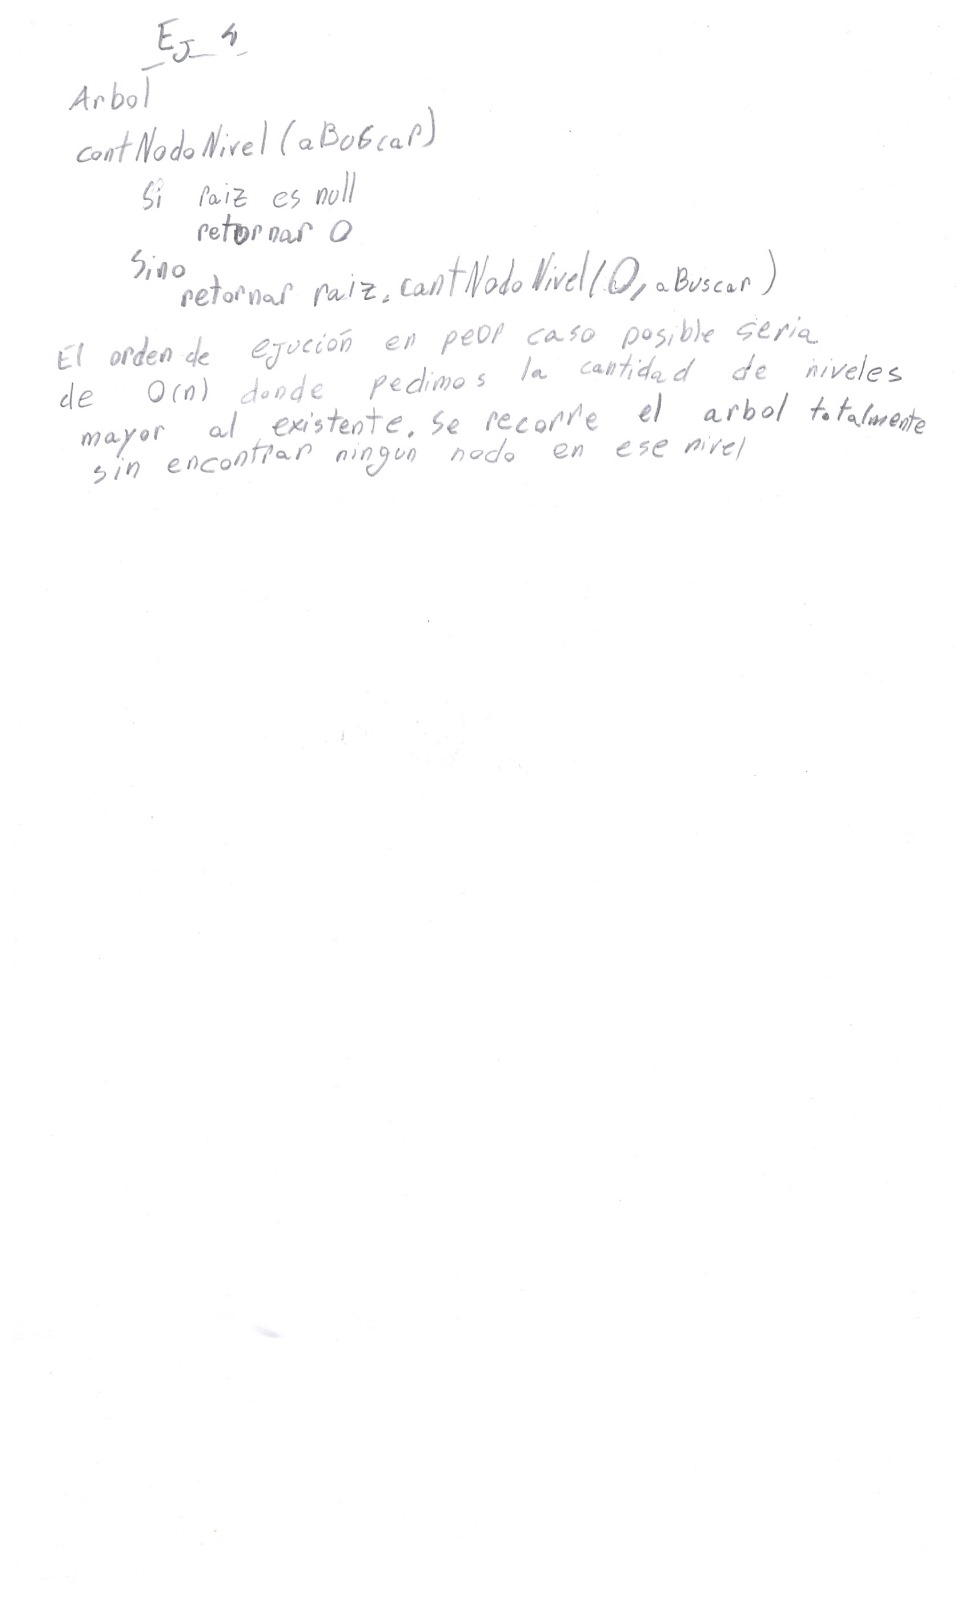 Ej 4
Arbol
contNodoNivel (aBuscar)
Si raiz es null
retornar 0
Sino
retornar raiz.cantNodoNivel(0, aBuscar)
El orden de ejución en peor caso posible seria
de O(n) donde pedimos la cantidad de niveles
mayor al existente. Se recorre el arbol totalmente
sin encontrar ningun nodo en ese nivel